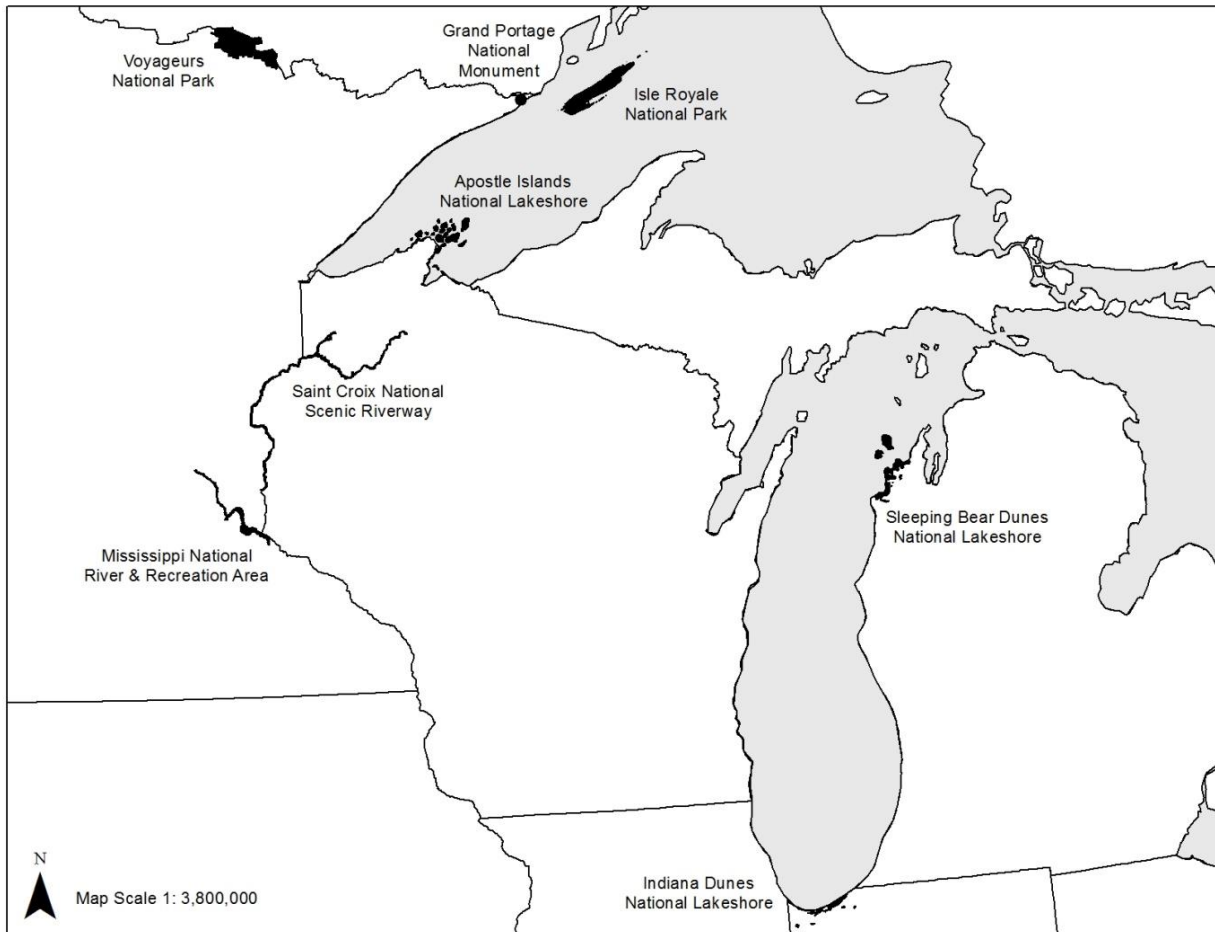 Voyageurs
National Park
Grand Portage
National
Monument
Isle Royale
National Park
Apostle Islands
National Lakeshore
Saint Croix National
Scenic Riverway
Mississippi National
River & Recreation Area
Sleeping Bear Dunes
National Lakeshore
Indiana Dunes
National Lakeshore
N
Map Scale 1: 3,800,000